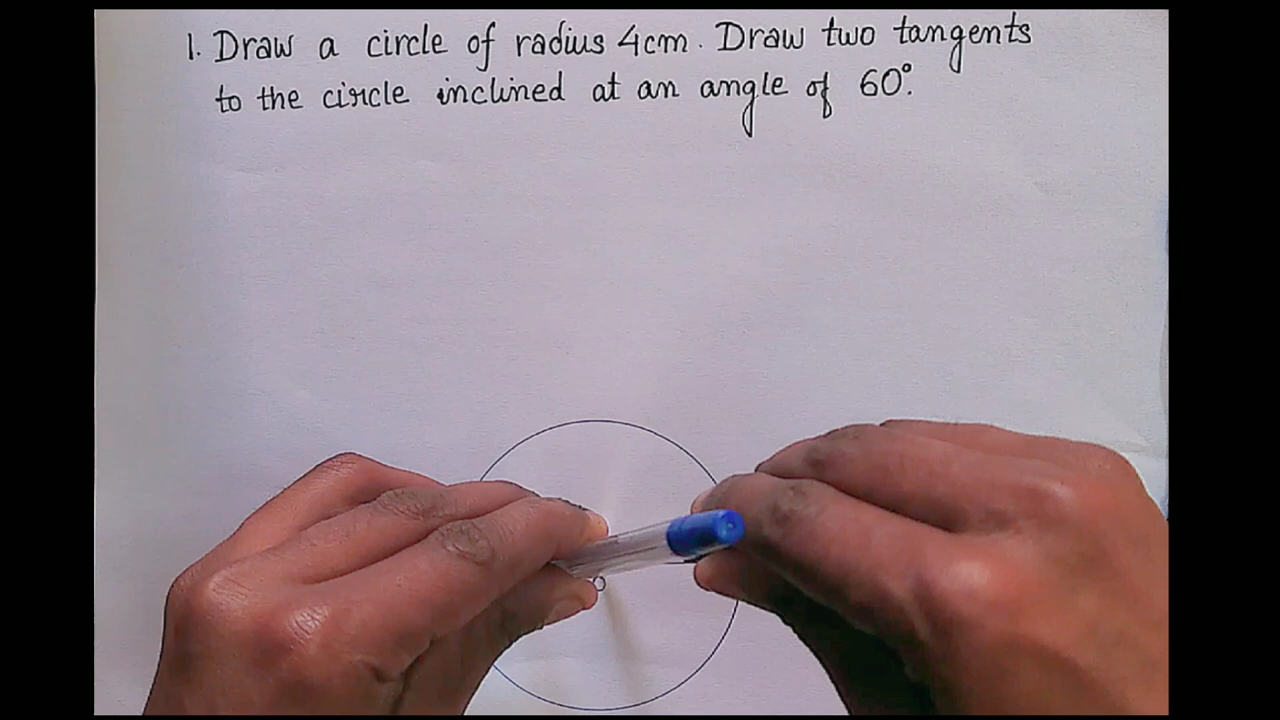 1. Draw a circle of radius 4cm. Draw two tangents
to the circle inclined at an angle of 60°.
o